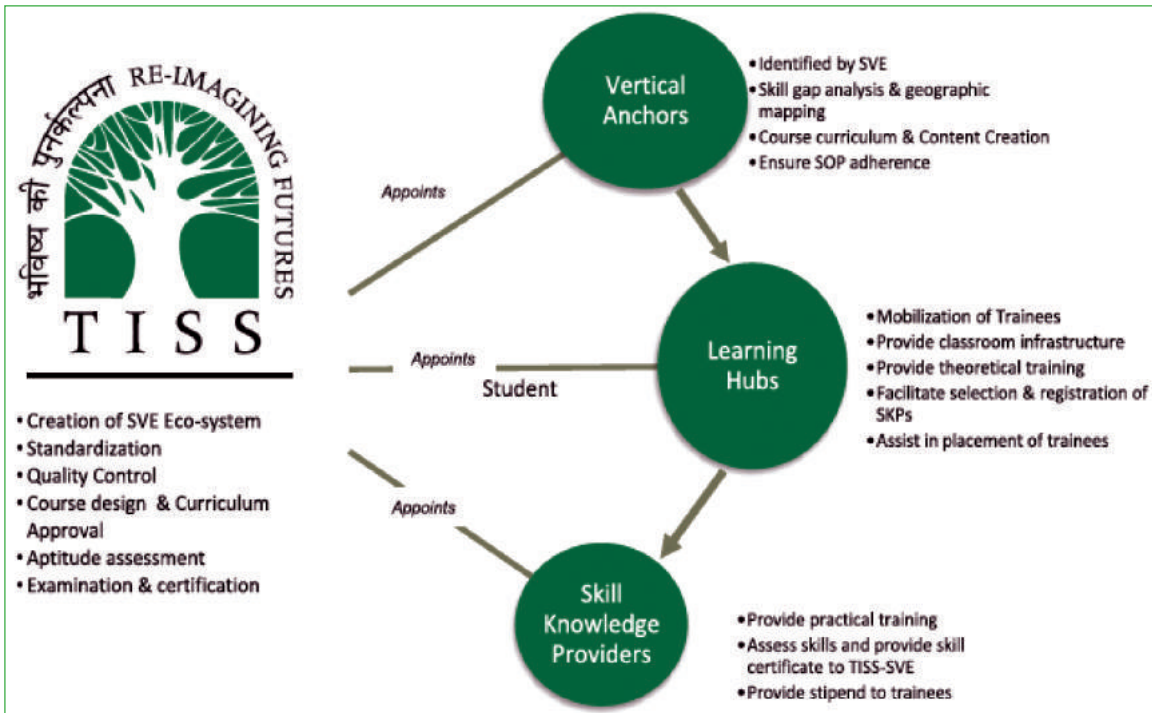 भविष्य की पुनर्कल्पना RE-IMAGINING FUTURES
TISS
• Creation of SVE Eco-system
• Standardization
• Quality Control
• Course design & Curriculum
Approval
• Aptitude assessment
• Examination & certification
Appoints
Appoints
Student
Appoints
Vertical
Anchors
• Identified by SVE
• Skill gap analysis & geographic
mapping
• Course curriculum & Content Creation
• Ensure SOP adherence
Learning
Hubs
• Mobilization of Trainees
• Provide classroom infrastructure
• Provide theoretical training
• Facilitate selection & registration of
SKPs
• Assist in placement of trainees
Skill
Knowledge
Providers
• Provide practical training
• Assess skills and provide skill
certificate to TISS-SVE
• Provide stipend to trainees